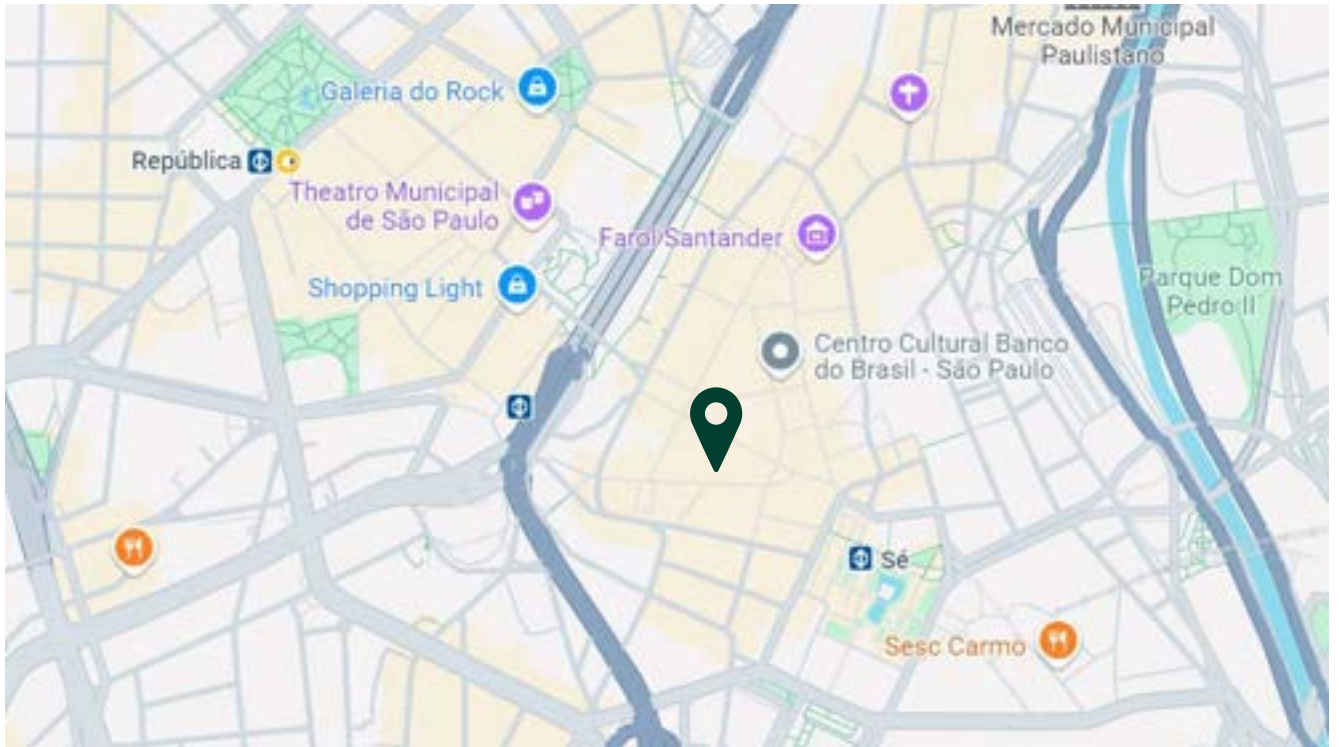 Mercado Municipal
Paulistano
Galeria do Rock
República
Theatro Municipal
de São Paulo
Farol Santander
Shopping Light
Parque Dom
Pedro II
Centro Cultural Banco
do Brasil - São Paulo
Sé
Sesc Carmo